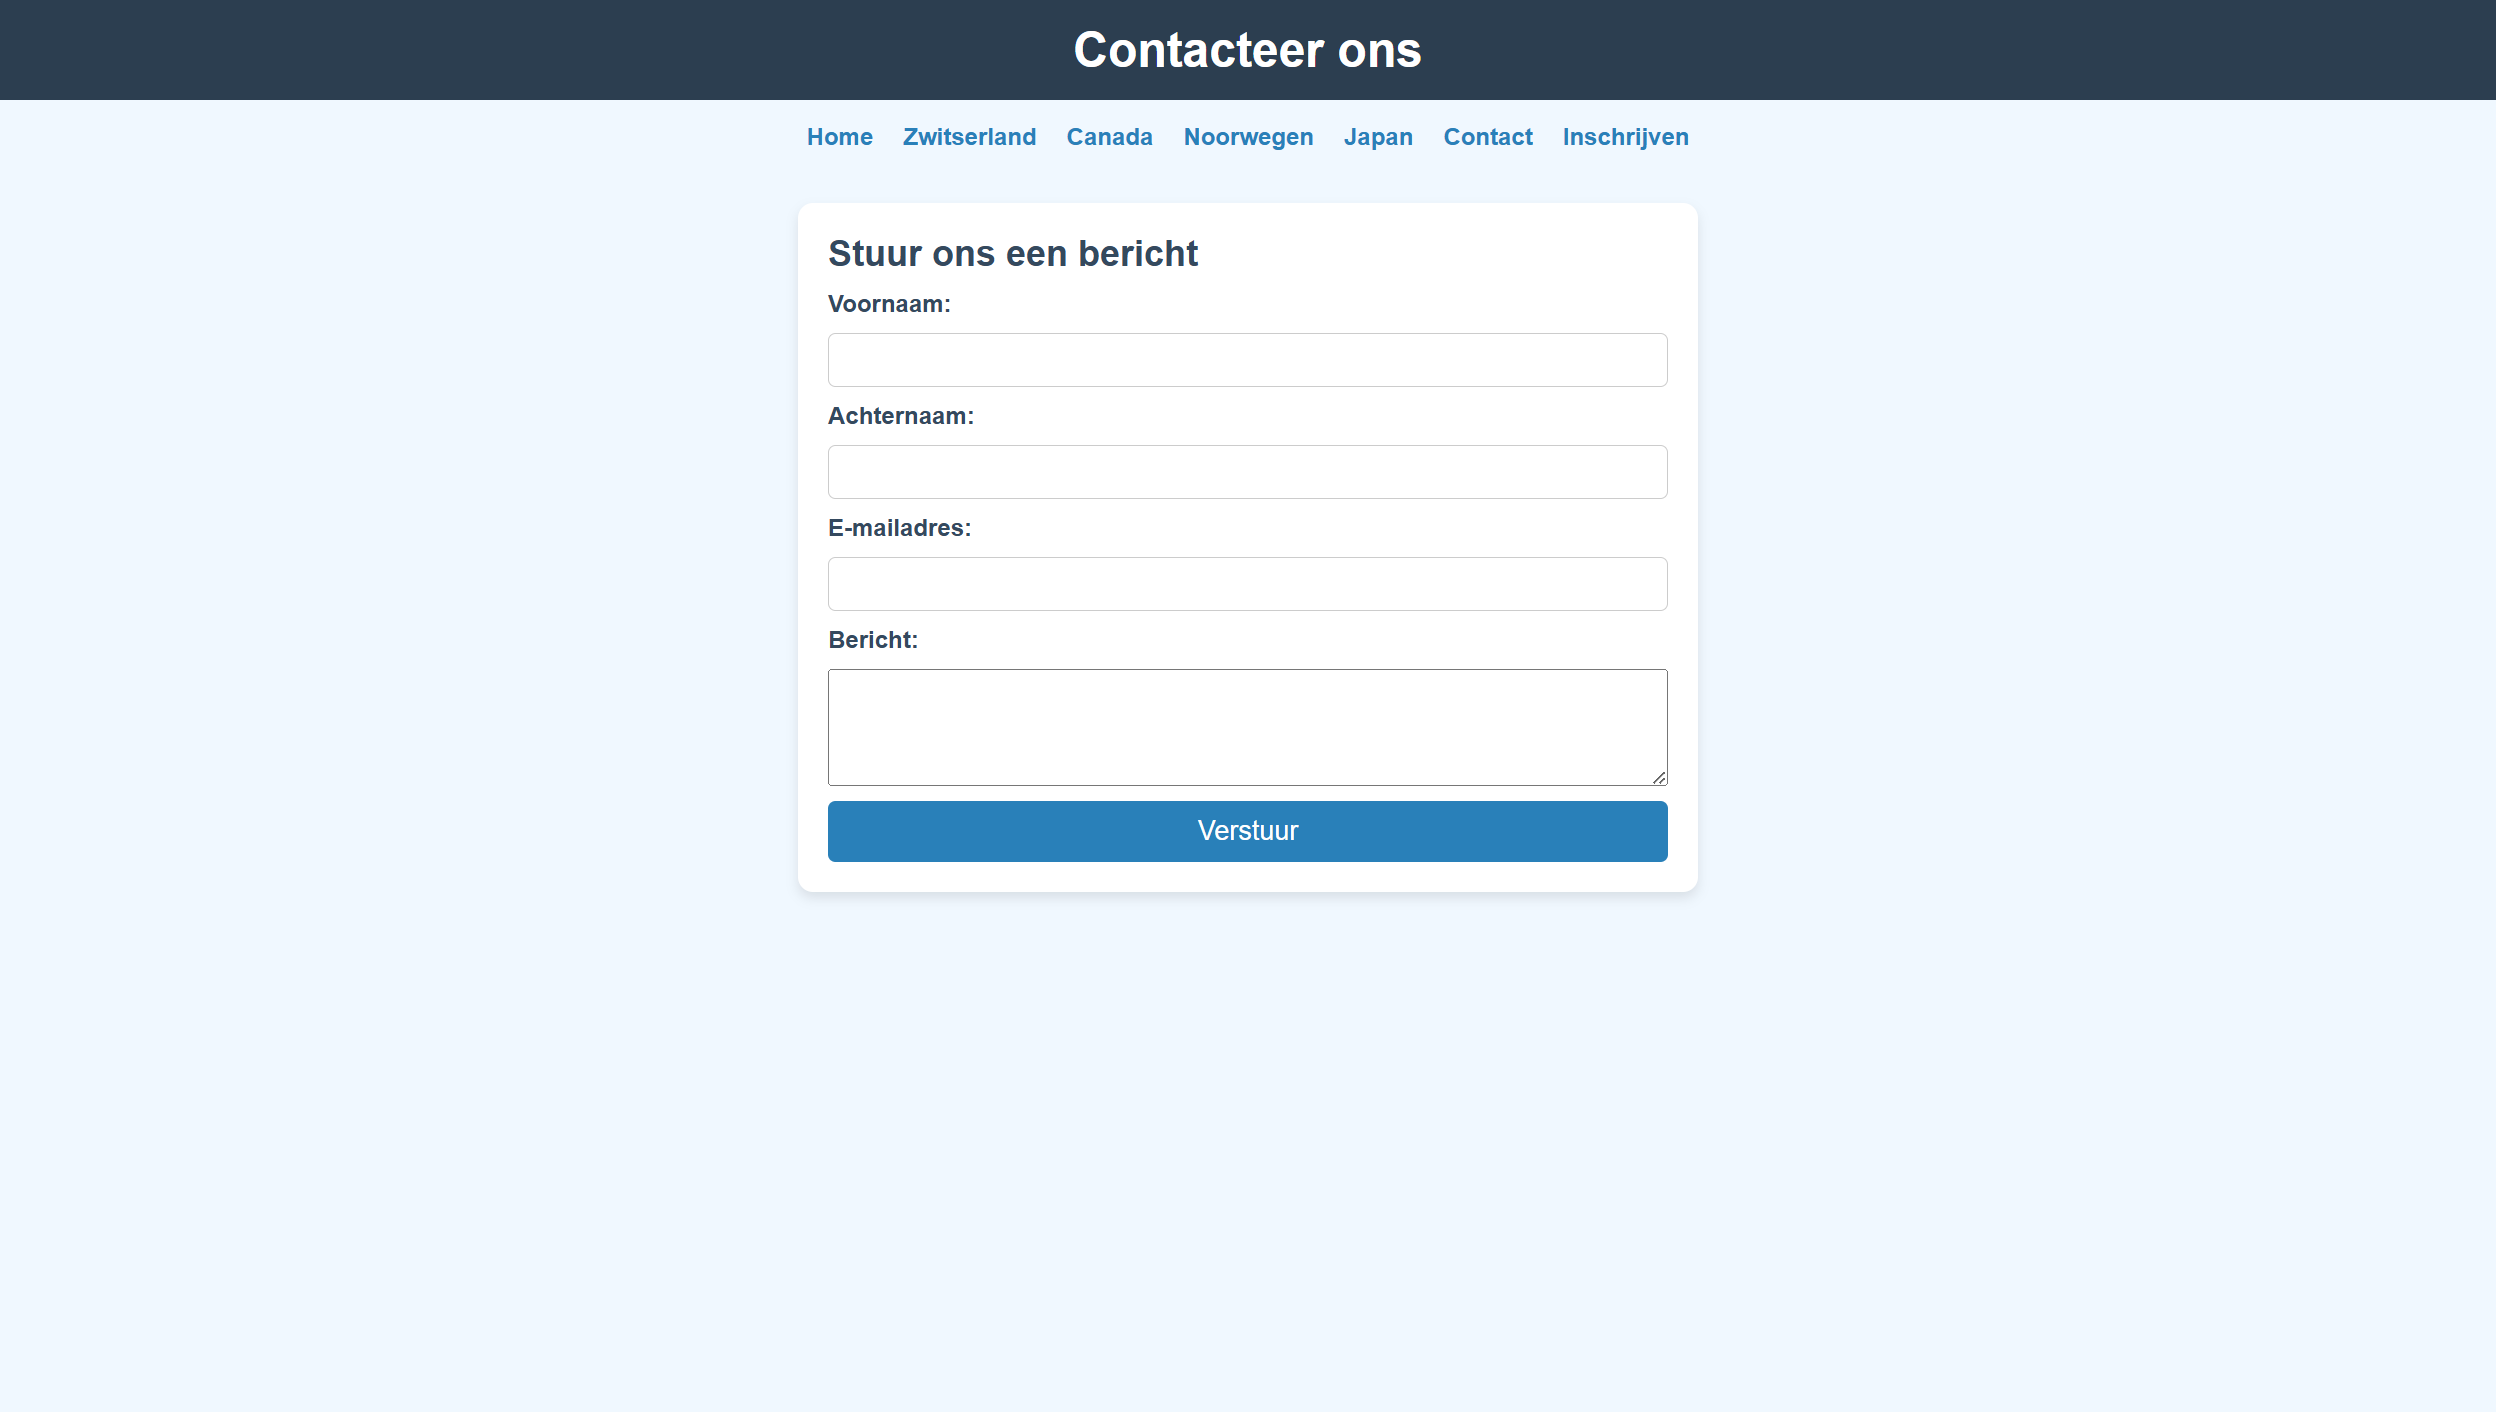 Contacteer ons
Home Zwitserland Canada Noorwegen Japan Contact Inschrijven
Stuur ons een bericht
Voornaam:
Achternaam:
E-mailadres:
Bericht:
Verstuur